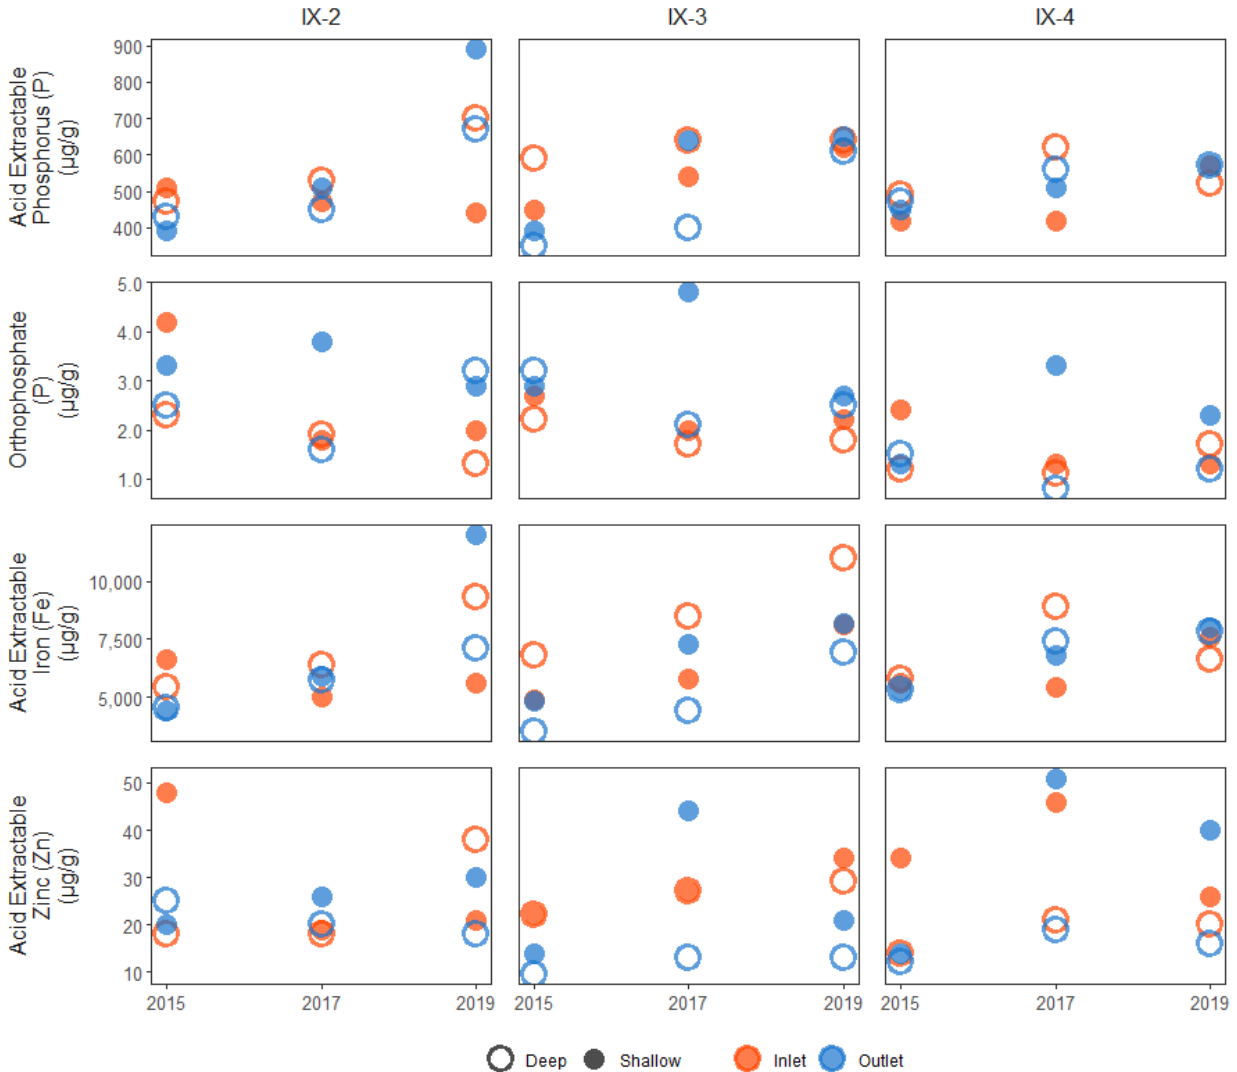 IX-2 IX-3 IX-4
Acid Extractable
Phosphorus (P)
(µg/g)
900
800
700
600
500
400
Orthophosphate
(P)
(µg/g)
5.0
4.0
3.0
2.0
1.0
Acid Extractable
Iron (Fe)
(µg/g)
10,000
7,500
5,000
Acid Extractable
Zinc (Zn)
(µg/g)
50
40
30
20
10
2015 2017 2019 2015 2017 2019 2015 2017 2019
Deep Shallow Inlet Outlet